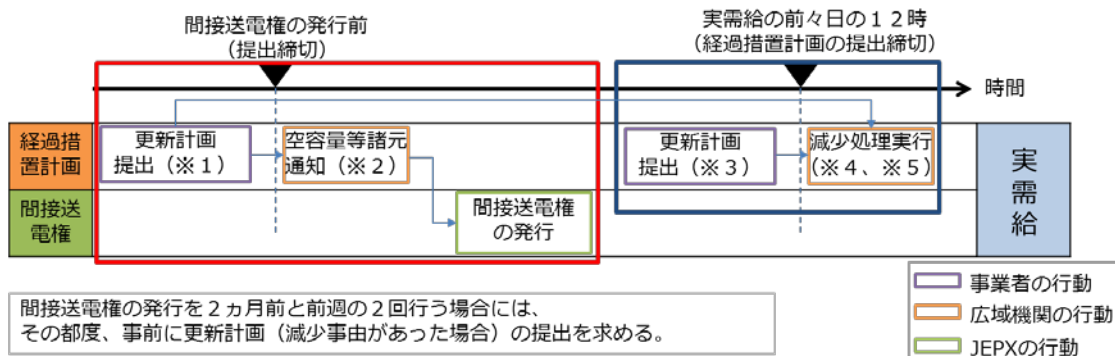 間接送電権の発行前
（提出締切）
実需給の前々日の１２時
（経過措置計画の提出締切）
時間
経過措
置計画
更新計画
提出（※１）
空容量等諸元
通知（※２）
更新計画
提出（※３）
減少処理実行
（※４、※５）
実需給
間接送
電権
間接送電権
の発行
間接送電権の発行を２ヵ月前と前週の２回行う場合には、
その都度、事前に更新計画（減少事由があった場合）の提出を求める。
事業者の行動
広域機関の行動
JEPXの行動